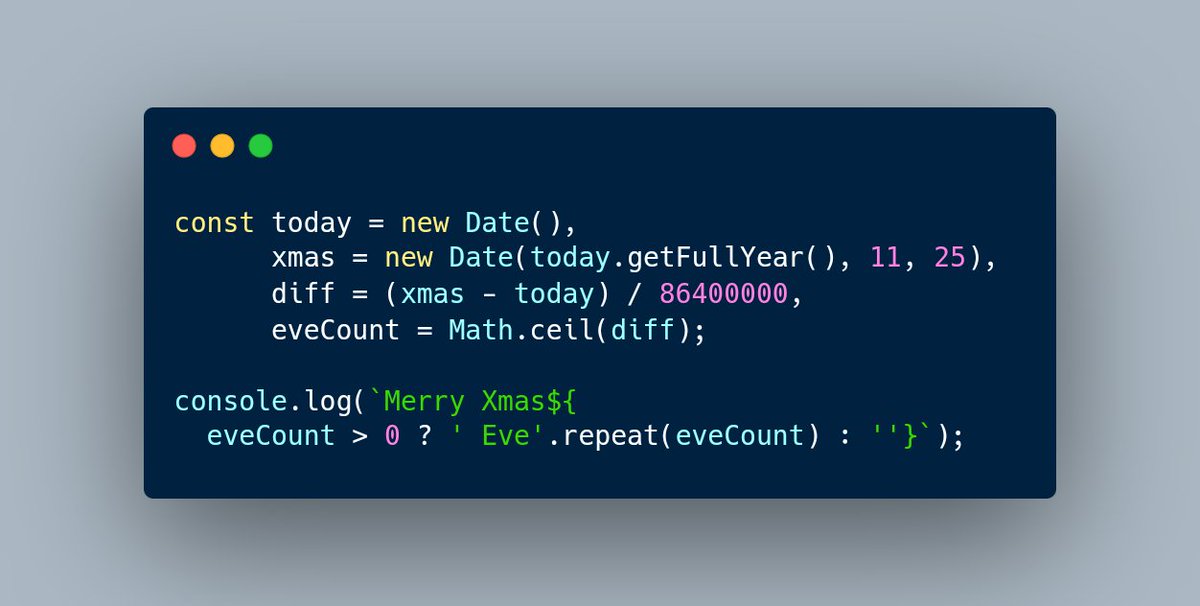 const today = new Date(),
      xmas = new Date(today.getFullYear(), 11, 25),
      diff = (xmas - today) / 86400000,
      eveCount = Math.ceil(diff);
console.log(`Merry Xmas${
  eveCount > 0 ? ' Eve'.repeat(eveCount) : ''}`);